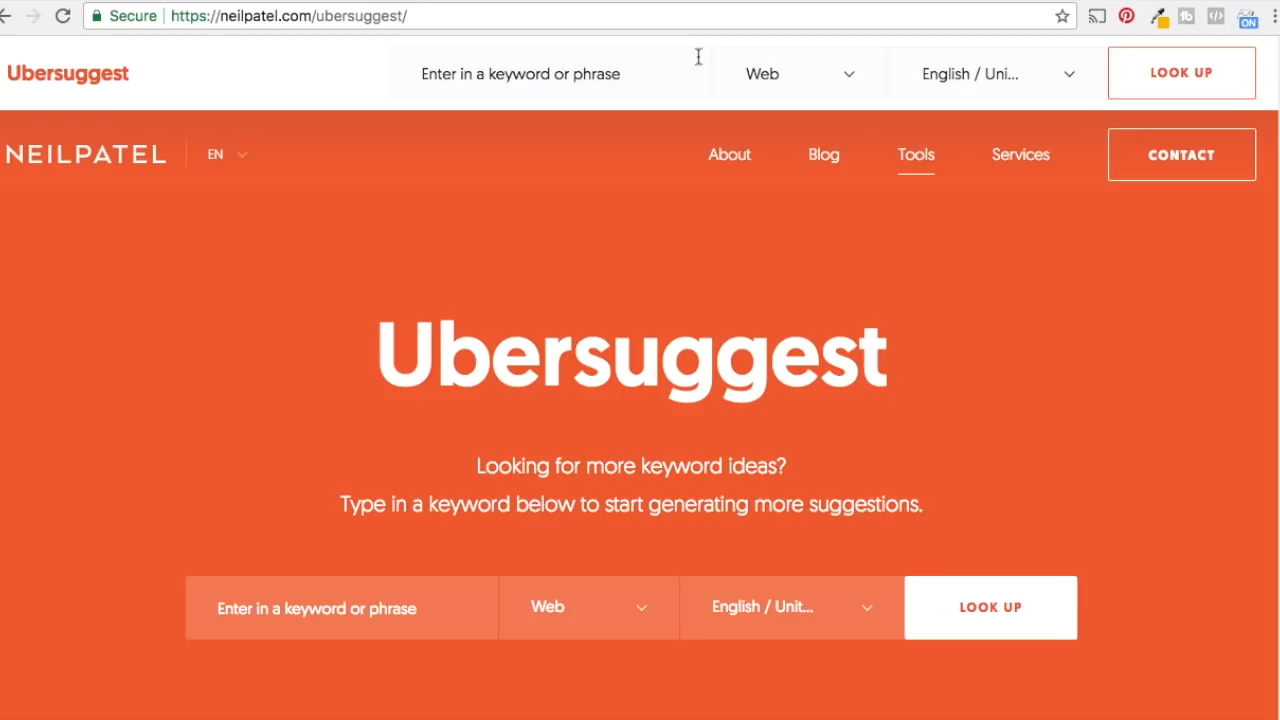 Secure https://neilpatel.com/ubersuggest/
ON
Ubersuggest Enter in a keyword or phrase Web English / Uni... LOOK UP
NEILPATEL EN About Blog Tools Services CONTACT
Ubersuggest
Looking for more keyword ideas?
Type in a keyword below to start generating more suggestions.
Enter in a keyword or phrase Web English / Unit... LOOK UP